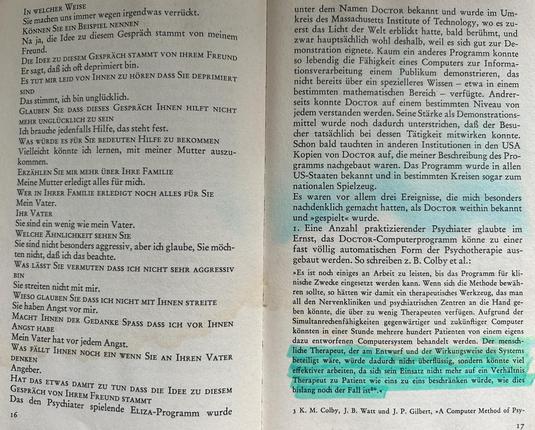 IN WELCHER WEISE
Sie machen uns immer wegen irgendwas verrückt.
KÖNNEN SIE EIN BEISPIEL NENNEN
Na ja, die Idee zu diesem Gespräch stammt von meinem
Freund.
DIE IDEE ZU DIESEM GESPRÄCH STAMMT VON IHREM FREUND
Er sagt, daß ich oft deprimiert bin.
ES TUT MIR LEID VON IHNEN ZU HÖREN DASS SIE DEPRIMIERT
SIND
Das stimmt, ich bin unglücklich.
GLAUBEN SIE DASS DIESES GESPRÄCH IHNEN HILFT NICHT
MEHR UNGLÜCKLICH ZU SEIN
Ich brauche jedenfalls Hilfe, das steht fest.
WAS WÜRDE ES FÜR SIE BEDEUTEN HILFE ZU BEKOMMEN
Vielleicht könnte ich lernen, mit meiner Mutter auszu-
kommen.
ERZÄHLEN SIE MIR MEHR ÜBER IHRE FAMILIE
Meine Mutter erledigt alles für mich.
WER IN IHRER FAMILIE ERLEDIGT NOCH ALLES FÜR SIE
Mein Vater.
IHR VATER
Sie sind ein wenig wie mein Vater.
WELCHE ÄHNLICHKEIT SEHEN SIE
Sie sind nicht besonders aggressiv, aber ich glaube, Sie möch-
ten nicht, daß ich das beachte.
WAS LÄSST SIE VERMUTEN DASS ICH NICHT SEHR AGGRESSIV
BIN
Sie streiten nicht mit mir.
WIESO GLAUBEN SIE DASS ICH NICHT MIT IHNEN STREITE
Sie haben Angst vor mir.
MACHT IHNEN DER GEDANKE SPASS DASS ICH VOR IHNEN
ANGST HABE
Mein Vater hat vor jedem Angst.
WAS FÄLLT IHNEN NOCH EIN WENN SIE AN IHREN VATER
DENKEN
Angeber.
HAT DAS ETWAS DAMIT ZU TUN DASS DIE IDEE ZU DIESEM
GESPRÄCH VON IHREM FREUND STAMMT
Das den Psychiater spielende ELIZA-Programm wurde
16
unter dem Namen DOCTOR bekannt und wurde im Um-
kreis des Massachusetts Institute of Technology, wo es zu-
erst das Licht der Welt erblickt hatte, bald berühmt, und
zwar hauptsächlich wohl deshalb, weil es sich gut zur De-
monstration eignete. Kaum ein anderes Programm konnte
so lebendig die Fähigkeit eines Computers zur Informa-
tionsverarbeitung einem Publikum demonstrieren, das
nicht bereits über ein spezielleres Wissen – etwa in einem
bestimmten mathematischen Bereich – verfügte. Andrer-
seits konnte DOCTOR auf einem bestimmten Niveau von
jedem verstanden werden. Seine Stärke als Demonstrations-
mittel wurde noch dadurch unterstrichen, daß der Besu-
cher tatsächlich bei dessen Tätigkeit mitwirken konnte.
Schon bald tauchten in anderen Institutionen in den USA
Kopien von DOCTOR auf, die meiner Beschreibung des Pro-
gramms nachgebaut waren. Das Programm wurde in allen
US-Staaten bekannt und in bestimmten Kreisen sogar zum
nationalen Spielzeug.
Es waren vor allem drei Ereignisse, die mich besonders
nachdenklich gemacht hatten, als DOCTOR weithin bekannt
und »gespielt« wurde.
1. Eine Anzahl praktizierender Psychiater glaubte im
Ernst, das DOCTOR-Computerprogramm könne zu einer
fast völlig automatischen Form der Psychotherapie aus-
gebaut werden. So schreiben z. B. Colby et al.:
»Es ist noch einiges an Arbeit zu leisten, bis das Programm für kli-
nische Zwecke eingesetzt werden kann. Wenn sich die Methode bewäh-
ren sollte, so hätten wir damit ein therapeutisches Werkzeug, das man
all den Nervenkliniken und psychiatrischen Zentren an die Hand ge-
ben könnte, die über zu wenig Therapeuten verfügen. Aufgrund der
Simultanrechenfähigkeiten gegenwärtiger und zukünftiger Computer
könnten in einer Stunde mehrere hundert Patienten von einem eigens
dazu entworfenen Computersystem behandelt werden. Der mensch-
liche Therapeut, der am Entwurf und der Wirkungsweise des Systems
beteiligt wäre, würde dadurch nicht überflüssig, sondern könnte viel
effektiver arbeiten, da sich sein Einsatz nicht mehr auf ein Verhältnis
Therapeut zu Patient wie eins zu eins beschränken würde, wie dies
bislang noch der Fall ist³.«
3 K. M. Colby, J. B. Watt und J. P. Gilbert, »A Computer Method of Psy-
17